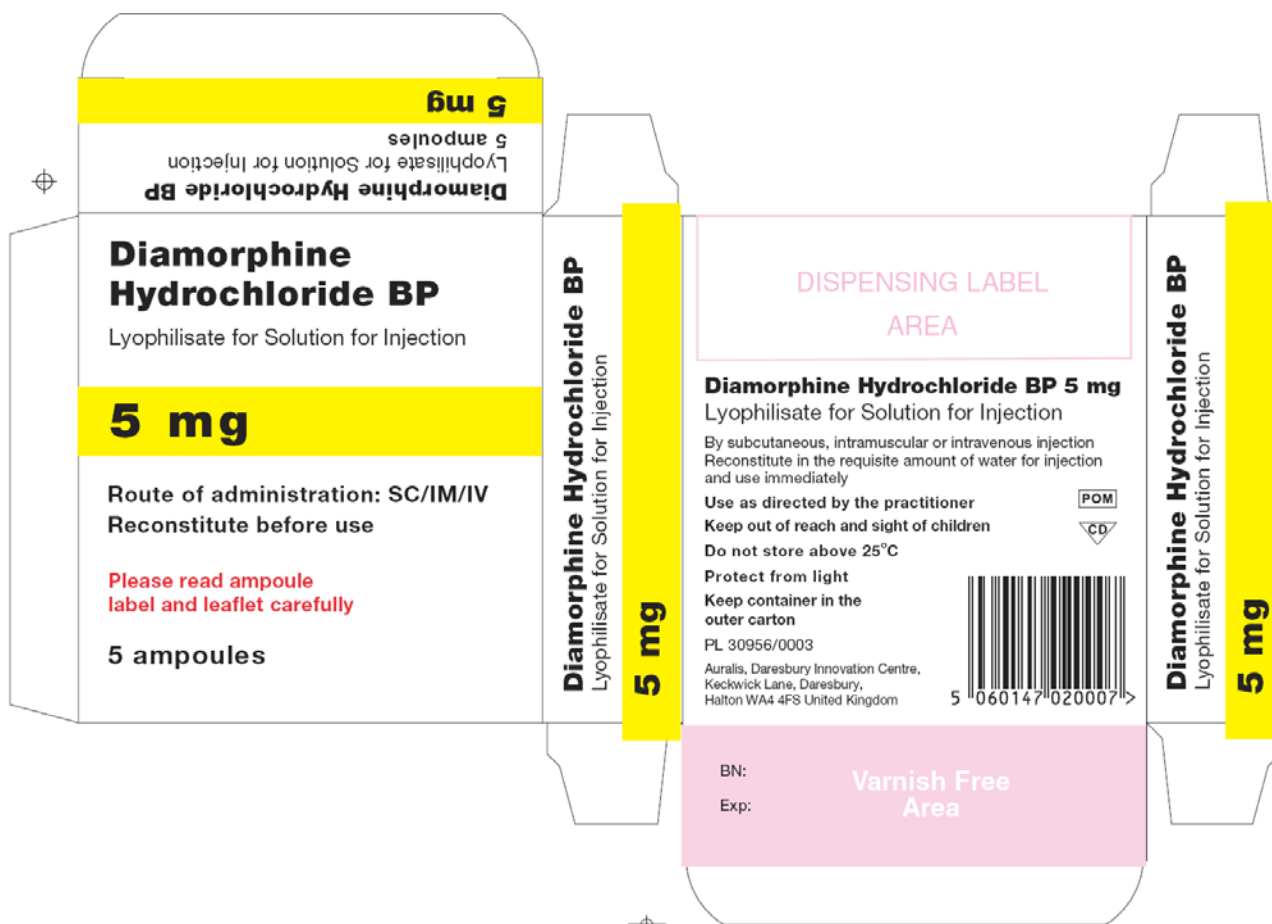 5 mg
5 ampoules
Lyophilisate for Solution for Injection
Diamorphine Hydrochloride BP
Diamorphine
Hydrochloride BP
Lyophilisate for Solution for Injection
5 mg
Route of administration: SC/IM/IV
Reconstitute before use
Please read ampoule
label and leaflet carefully
5 ampoules
Diamorphine Hydrochloride BP
Lyophilisate for Solution for Injection
5 mg
DISPENSING LABEL
AREA
Diamorphine Hydrochloride BP 5 mg
Lyophilisate for Solution for Injection
By subcutaneous, intramuscular or intravenous injection
Reconstitute in the requisite amount of water for injection
and use immediately
Use as directed by the practitioner
Keep out of reach and sight of children
Do not store above 25°C
Protect from light
Keep container in the
outer carton
PL 30956/0003
Auralis, Daresbury Innovation Centre,
Keckwick Lane, Daresbury,
Halton WA4 4FS United Kingdom
POM
CD
5 060147 020007 >
BN:
Exp:
Varnish Free
Area
Diamorphine Hydrochloride BP
Lyophilisate for Solution for Injection
5 mg